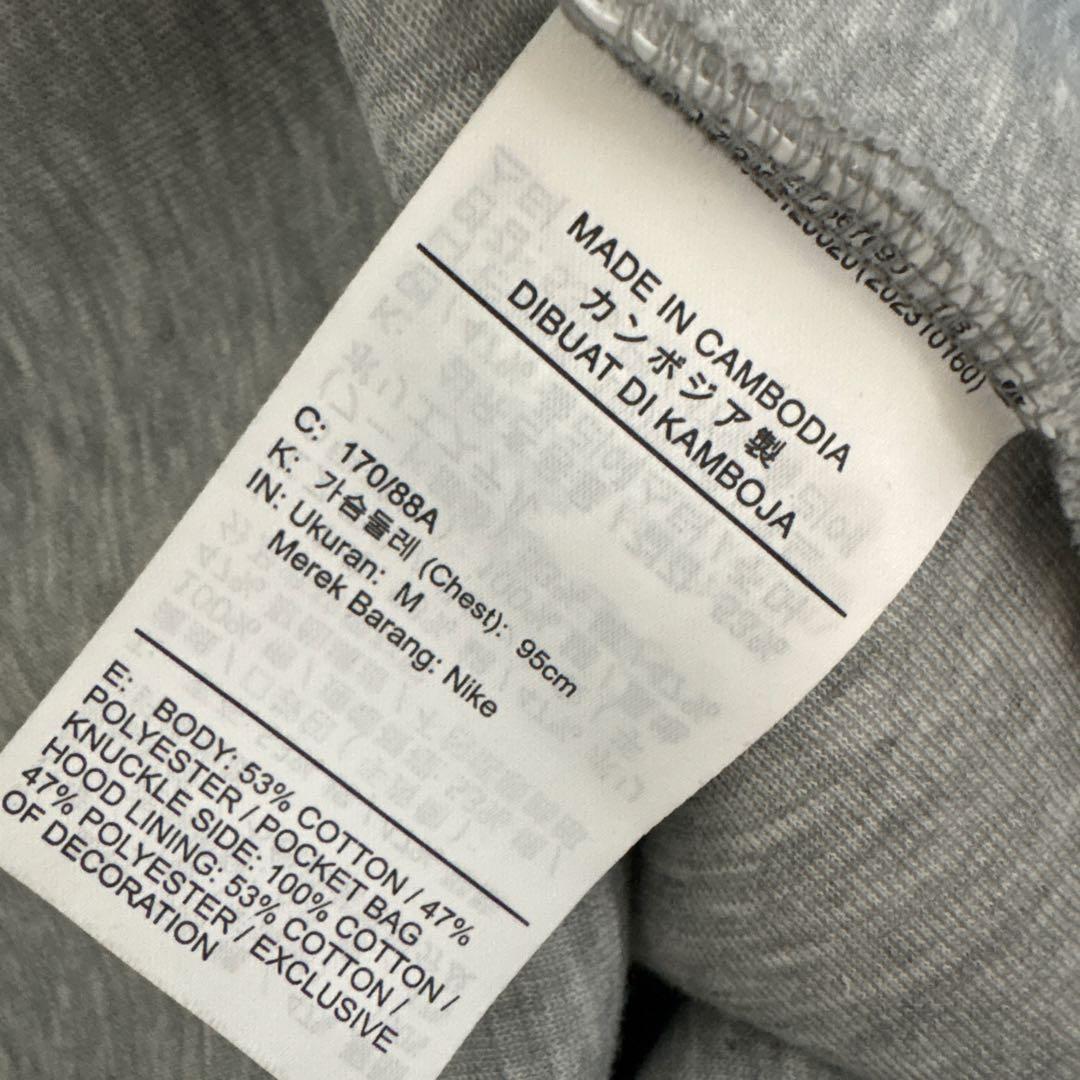 MADE IN CAMBODIA
カンボジア製
DIBUAT DI KAMBOJA
C: 170/88A
K: 가슴둘레 (Chest): 95cm
IN: Ukuran: M
Merek Barang: Nike
E: BODY: 53% COTTON / 47%
POLYESTER / POCKET BAG
KNUCKLE SIDE: 100% COTTON /
HOOD LINING: 53% COTTON /
47% POLYESTER / EXCLUSIVE
OF DECORATION